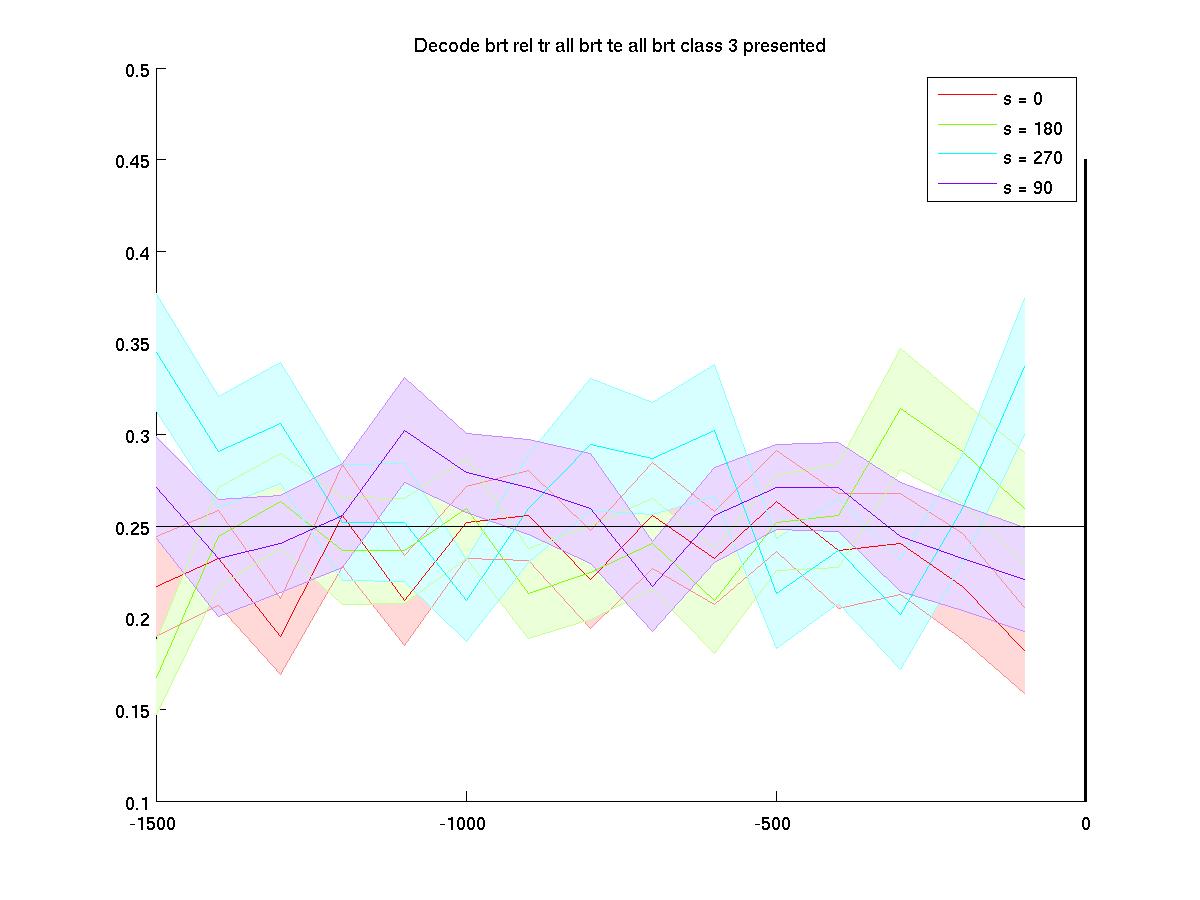 Decode brt rel tr all brt te all brt class 3 presented
0.5
s = 0
s = 180
0.45
s = 270
s = 90
0.4
0.35
0.3
0.25
0.2
0.15
0.1
-1500
-1000
-500
0